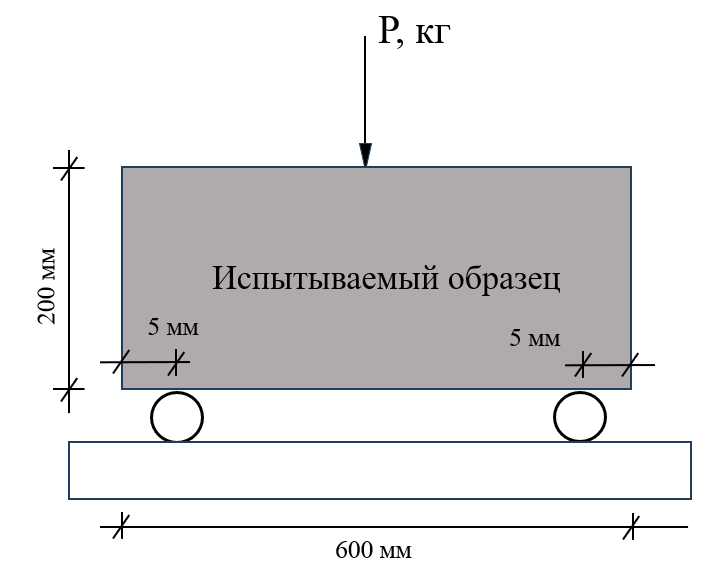 P, кг
200 мм
Испытываемый образец
5 мм
5 мм
600 мм